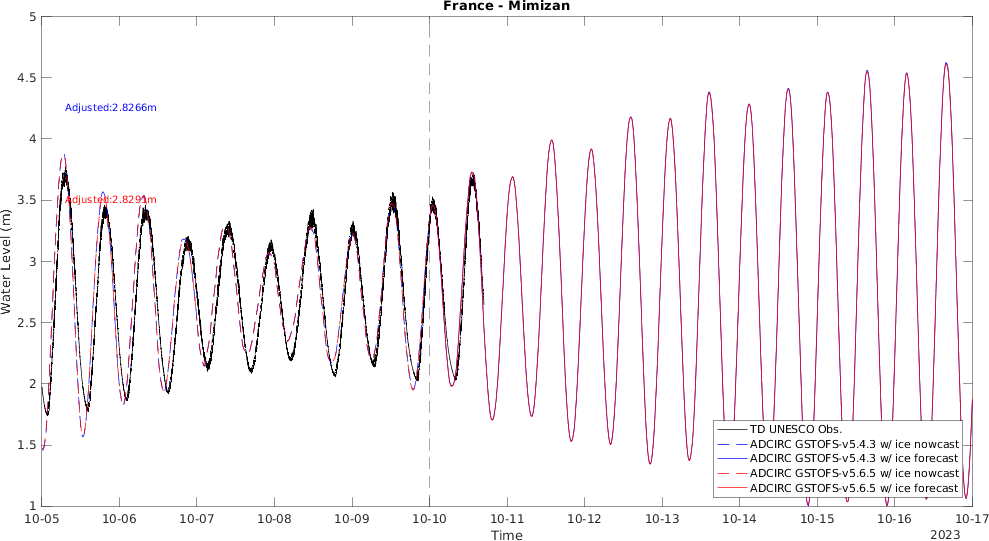 France - Mimizan
Water Level (m)
5
4.5
4
3.5
3
2.5
2
1.5
1
Adjusted:2.8266m
Adjusted:2.8291m
TD UNESCO Obs.
ADCIRC GSTOFS-v5.4.3 w/ ice nowcast
ADCIRC GSTOFS-v5.4.3 w/ ice forecast
ADCIRC GSTOFS-v5.6.5 w/ ice nowcast
ADCIRC GSTOFS-v5.6.5 w/ ice forecast
10-05 10-06 10-07 10-08 10-09 10-10 10-11 10-12 10-13 10-14 10-15 10-16 10-17
Time
2023